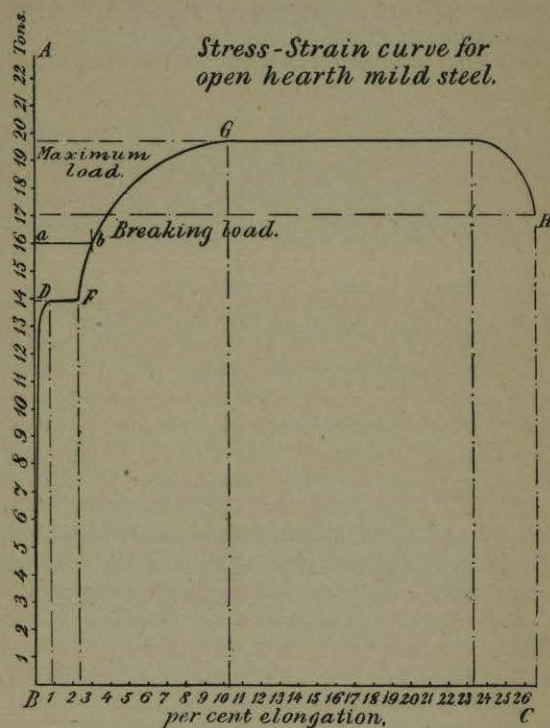 Tons.
A
Stress-Strain curve for
open hearth mild steel.
22
21
20
G
Maximum
load.
19
18
17
H
a
b
Breaking load.
16
15
D
F
14
13
12
11
10
9
8
7
6
5
4
3
2
1
B 1 2 3 4 5 6 7 8 9 10 11 12 13 14 15 16 17 18 19 20 21 22 23 24 25 26 C
per cent elongation.